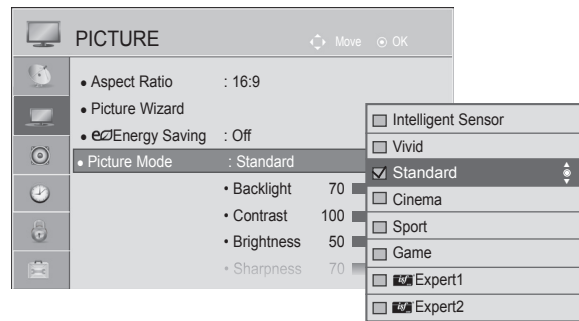 PICTURE
Move
OK
• Aspect Ratio : 16:9
• Picture Wizard
• Energy Saving : Off
• Picture Mode : Standard
• Backlight 70
• Contrast 100
• Brightness 50
• Sharpness 70
Intelligent Sensor
Vivid
Standard
Cinema
Sport
Game
Expert1
Expert2